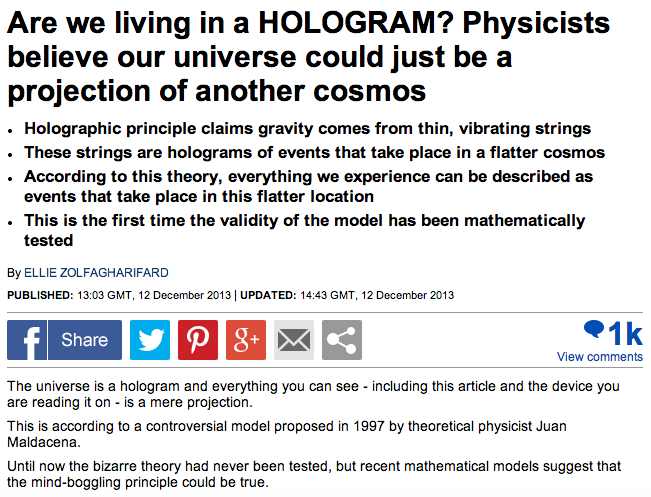 Are we living in a HOLOGRAM? Physicists
believe our universe could just be a
projection of another cosmos
• Holographic principle claims gravity comes from thin, vibrating strings
• These strings are holograms of events that take place in a flatter cosmos
• According to this theory, everything we experience can be described as
events that take place in this flatter location
• This is the first time the validity of the model has been mathematically
tested
By ELLIE ZOLFAGHARIFARD
PUBLISHED: 13:03 GMT, 12 December 2013 | UPDATED: 14:43 GMT, 12 December 2013
f Share g+ 1k
View comments
The universe is a hologram and everything you can see - including this article and the device you
are reading it on - is a mere projection.
This is according to a controversial model proposed in 1997 by theoretical physicist Juan
Maldacena.
Until now the bizarre theory had never been tested, but recent mathematical models suggest that
the mind-boggling principle could be true.